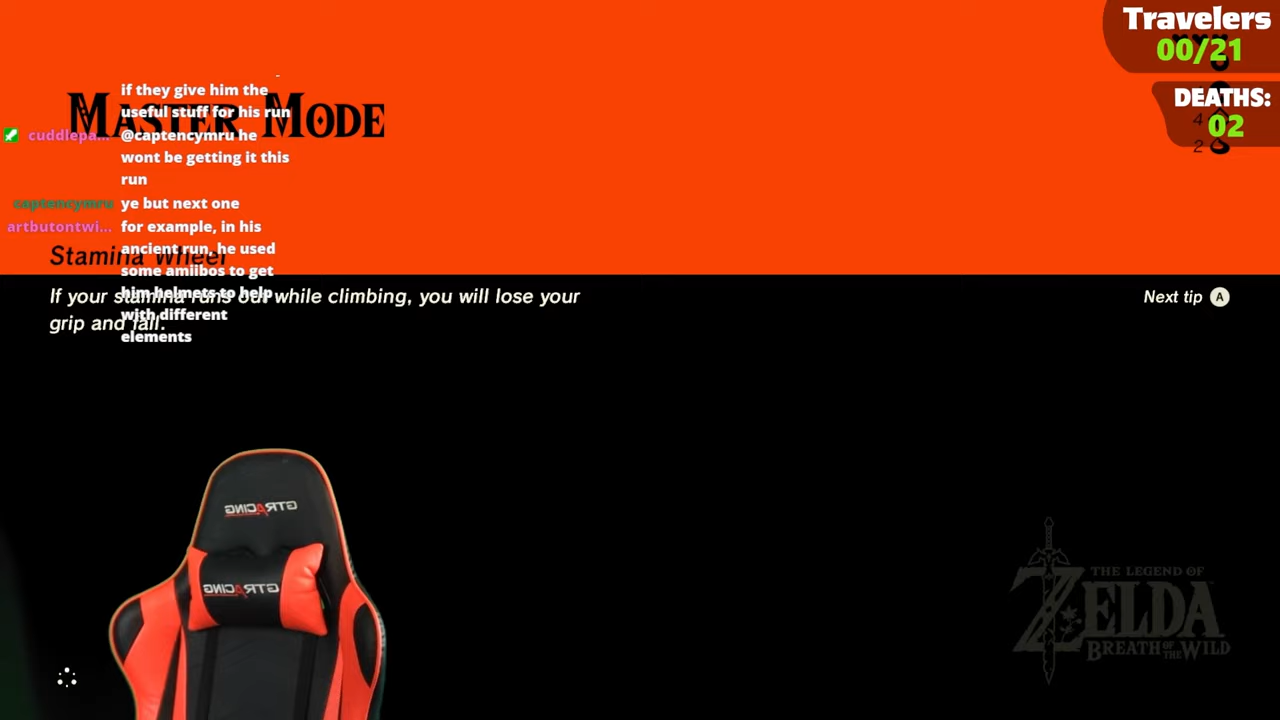 Travelers
00/21
DEATHS:
02
4
2
if they give him the
useful stuff for his run
MASTER MODE
cuddlepa... @captencymru he
wont be getting it this
run
captencymru ye but next one
artbutontwi... for example, in his
ancient run, he used
some amiibos to get
him helmets to help
with different
elements
Stamina Wheel
If your stamina runs out while climbing, you will lose your
grip and fall.
Next tip A
GTRACING
GTRACING
THE LEGEND OF
ZELDA
BREATH OF THE WILD